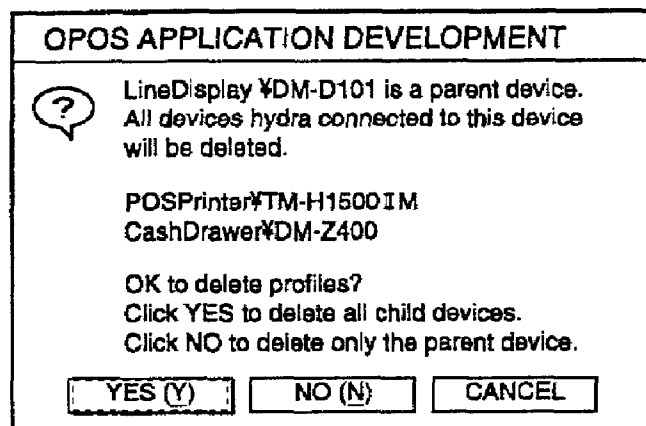 OPOS APPLICATION DEVELOPMENT
?
LineDisplay ¥DM-D101 is a parent device.
All devices hydra connected to this device
will be deleted.
POSPrinter¥TM-H1500ⅡM
CashDrawer¥DM-Z400
OK to delete profiles?
Click YES to delete all child devices.
Click NO to delete only the parent device.
YES (Y) NO (N) CANCEL